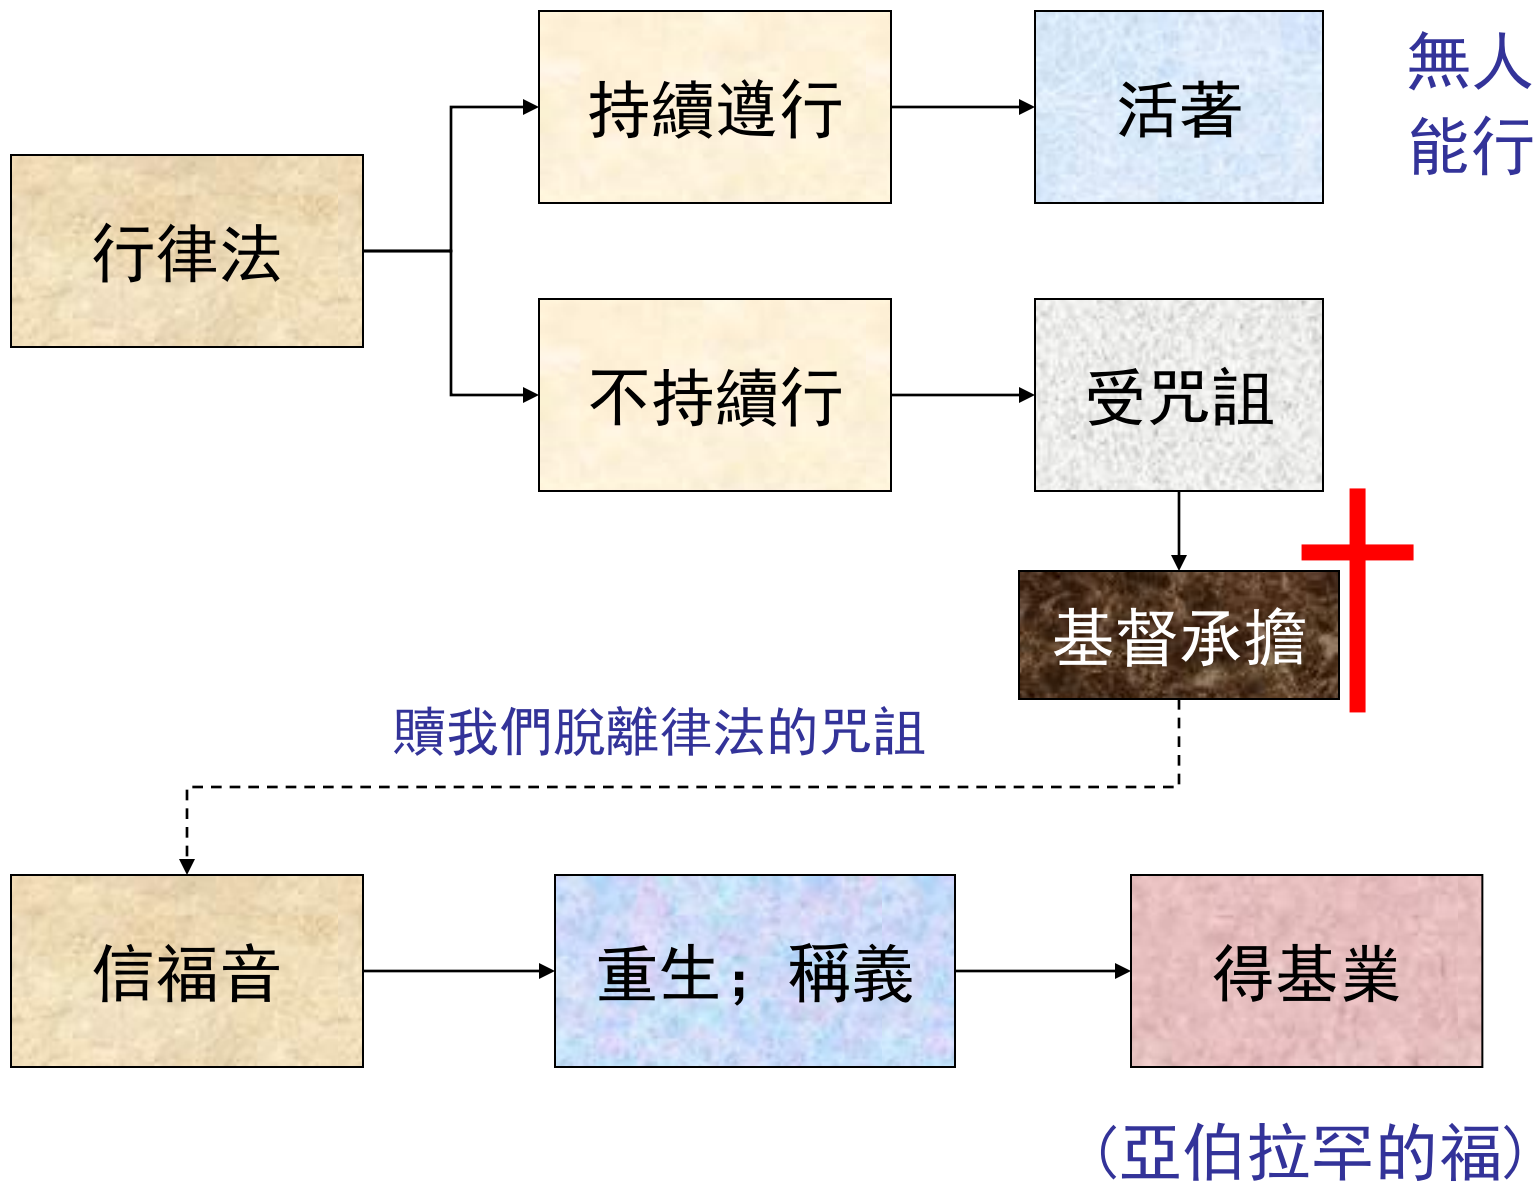 持續遵行
活著
無人
能行
行律法
不持續行
受咒詛
基督承擔
贖我們脫離律法的咒詛
信福音
重生；稱義
得基業
（亞伯拉罕的福）